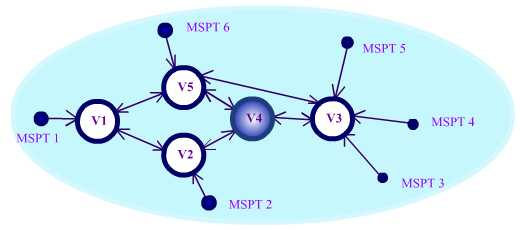 MSPT 6
MSPT 5
V5
V1
V4
V3
MSPT 4
MSPT 1
V2
MSPT 3
MSPT 2